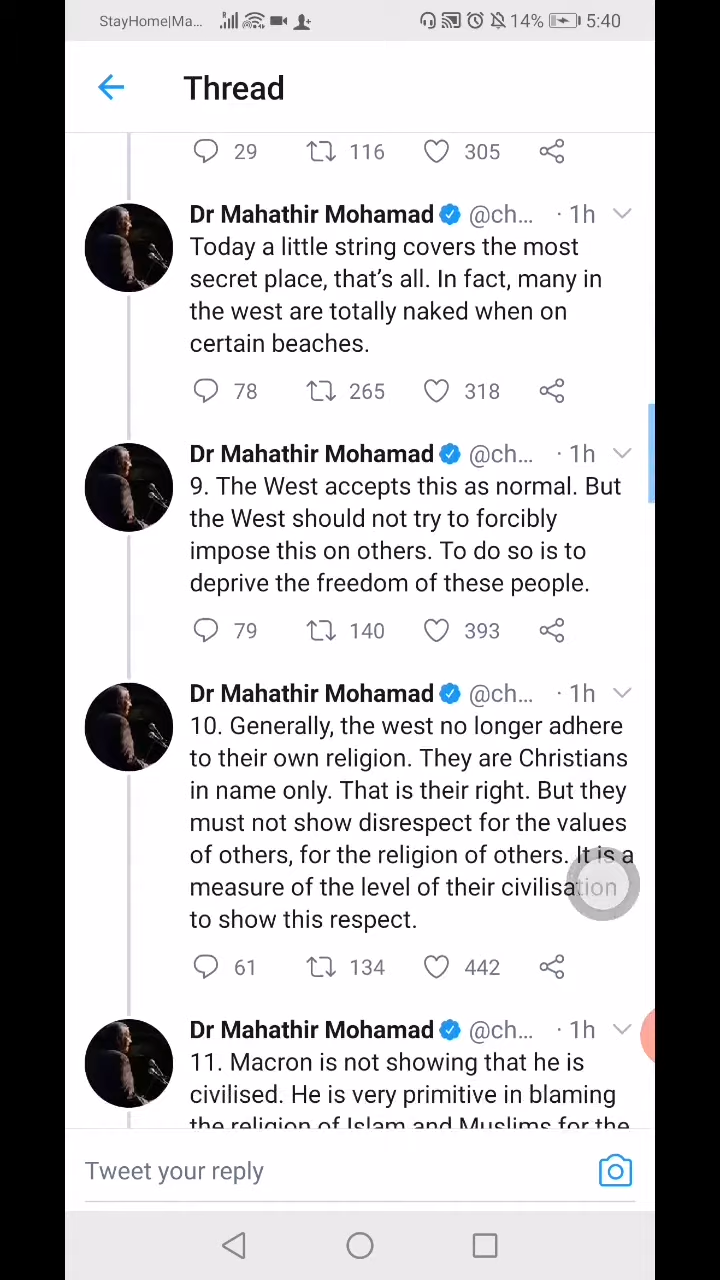 StayHome|Ma... 14% 5:40
Thread
29 116 305
Dr Mahathir Mohamad @ch... · 1h
Today a little string covers the most
secret place, that's all. In fact, many in
the west are totally naked when on
certain beaches.
78 265 318
Dr Mahathir Mohamad @ch... · 1h
9. The West accepts this as normal. But
the West should not try to forcibly
impose this on others. To do so is to
deprive the freedom of these people.
79 140 393
Dr Mahathir Mohamad @ch... · 1h
10. Generally, the west no longer adhere
to their own religion. They are Christians
in name only. That is their right. But they
must not show disrespect for the values
of others, for the religion of others. It is a
measure of the level of their civilisation
to show this respect.
61 134 442
Dr Mahathir Mohamad @ch... · 1h
11. Macron is not showing that he is
civilised. He is very primitive in blaming
the religion of Islam and Muslims for the
Tweet your reply